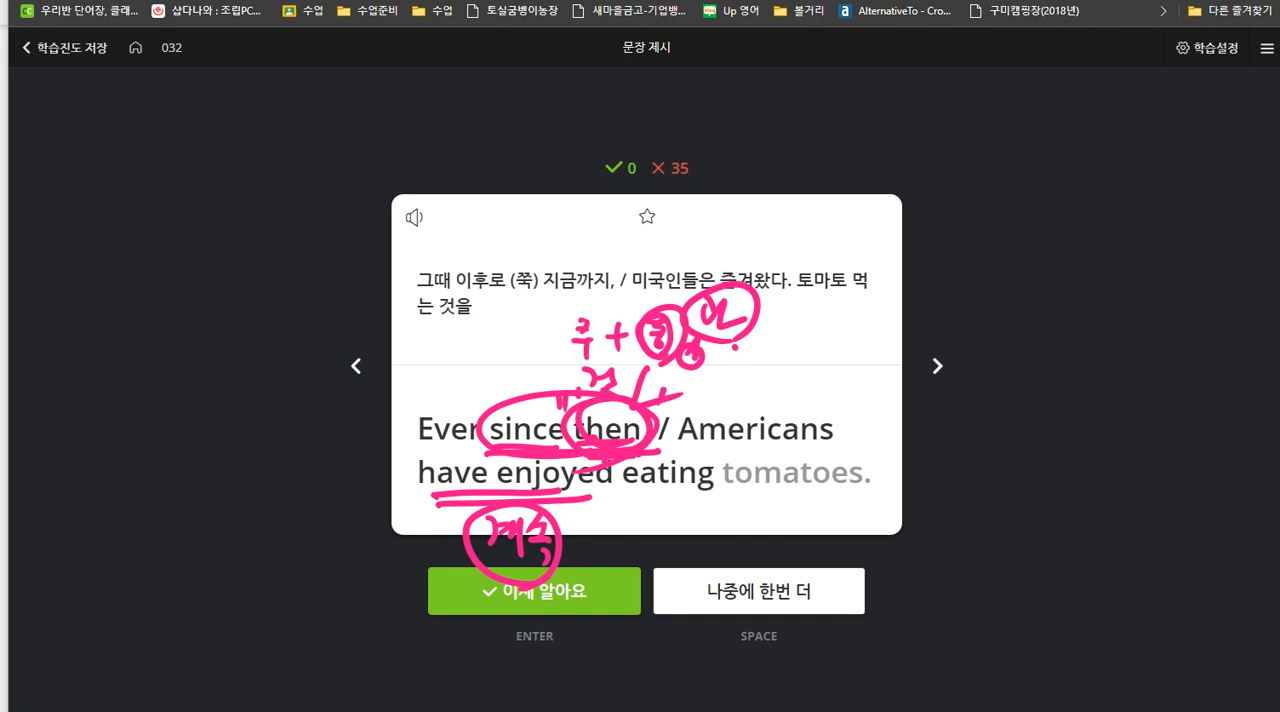 우리반 단어장, 클래... 샵다나와 : 조립PC... 수업 수업준비 수업 토실굼벵이농장 새마을금고-기업뱅... Up 영어 볼거리 AlternativeTo - Cro... 구미캠핑장(2018년) 다른 즐겨찾기
학습진도 저장 032 문장 제시 학습설정
0 35
그때 이후로 (쭉) 지금까지, / 미국인들은 즐겨왔다. 토마토 먹
는 것을
주 +
Ever since then / Americans
have enjoyed eating tomatoes.
계속
이제 알아요 나중에 한번 더
ENTER SPACE